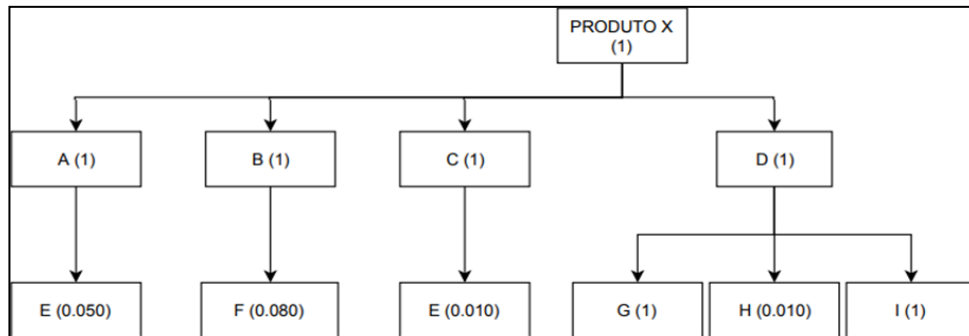 PRODUTO X
(1)
A (1)
B (1)
C (1)
D (1)
E (0.050)
F (0.080)
E (0.010)
G (1)
H (0.010)
I (1)